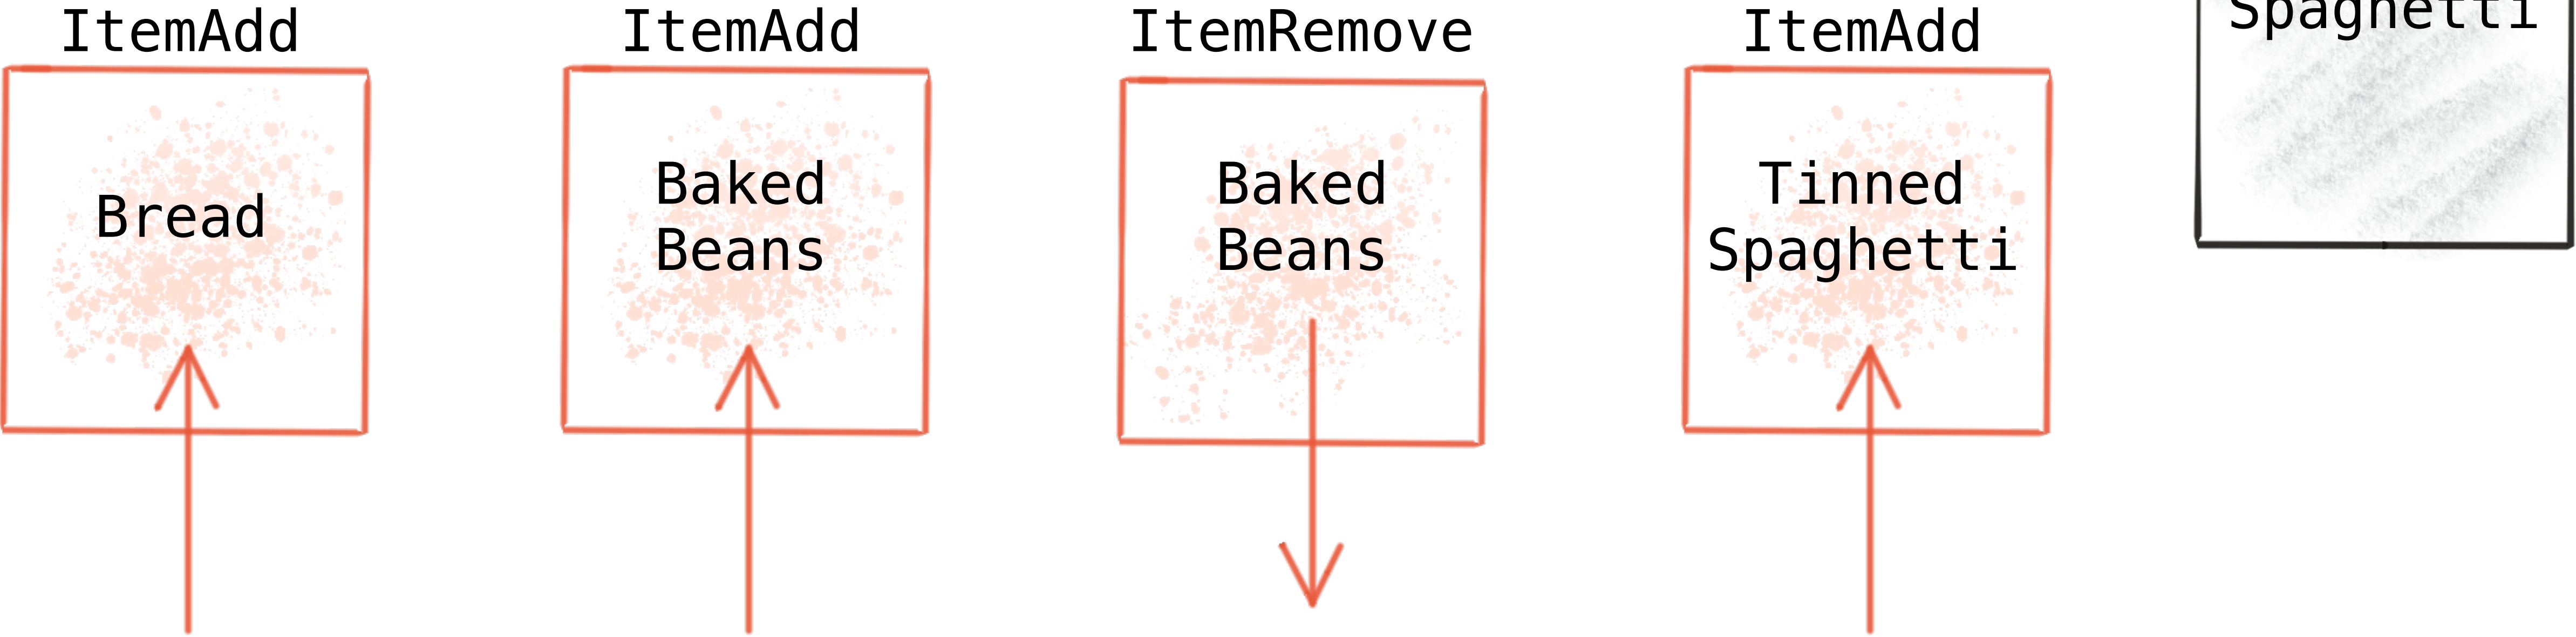 ItemAdd
Bread
ItemAdd
Baked
Beans
ItemRemove
Baked
Beans
ItemAdd
Tinned
Spaghetti
Spaghetti